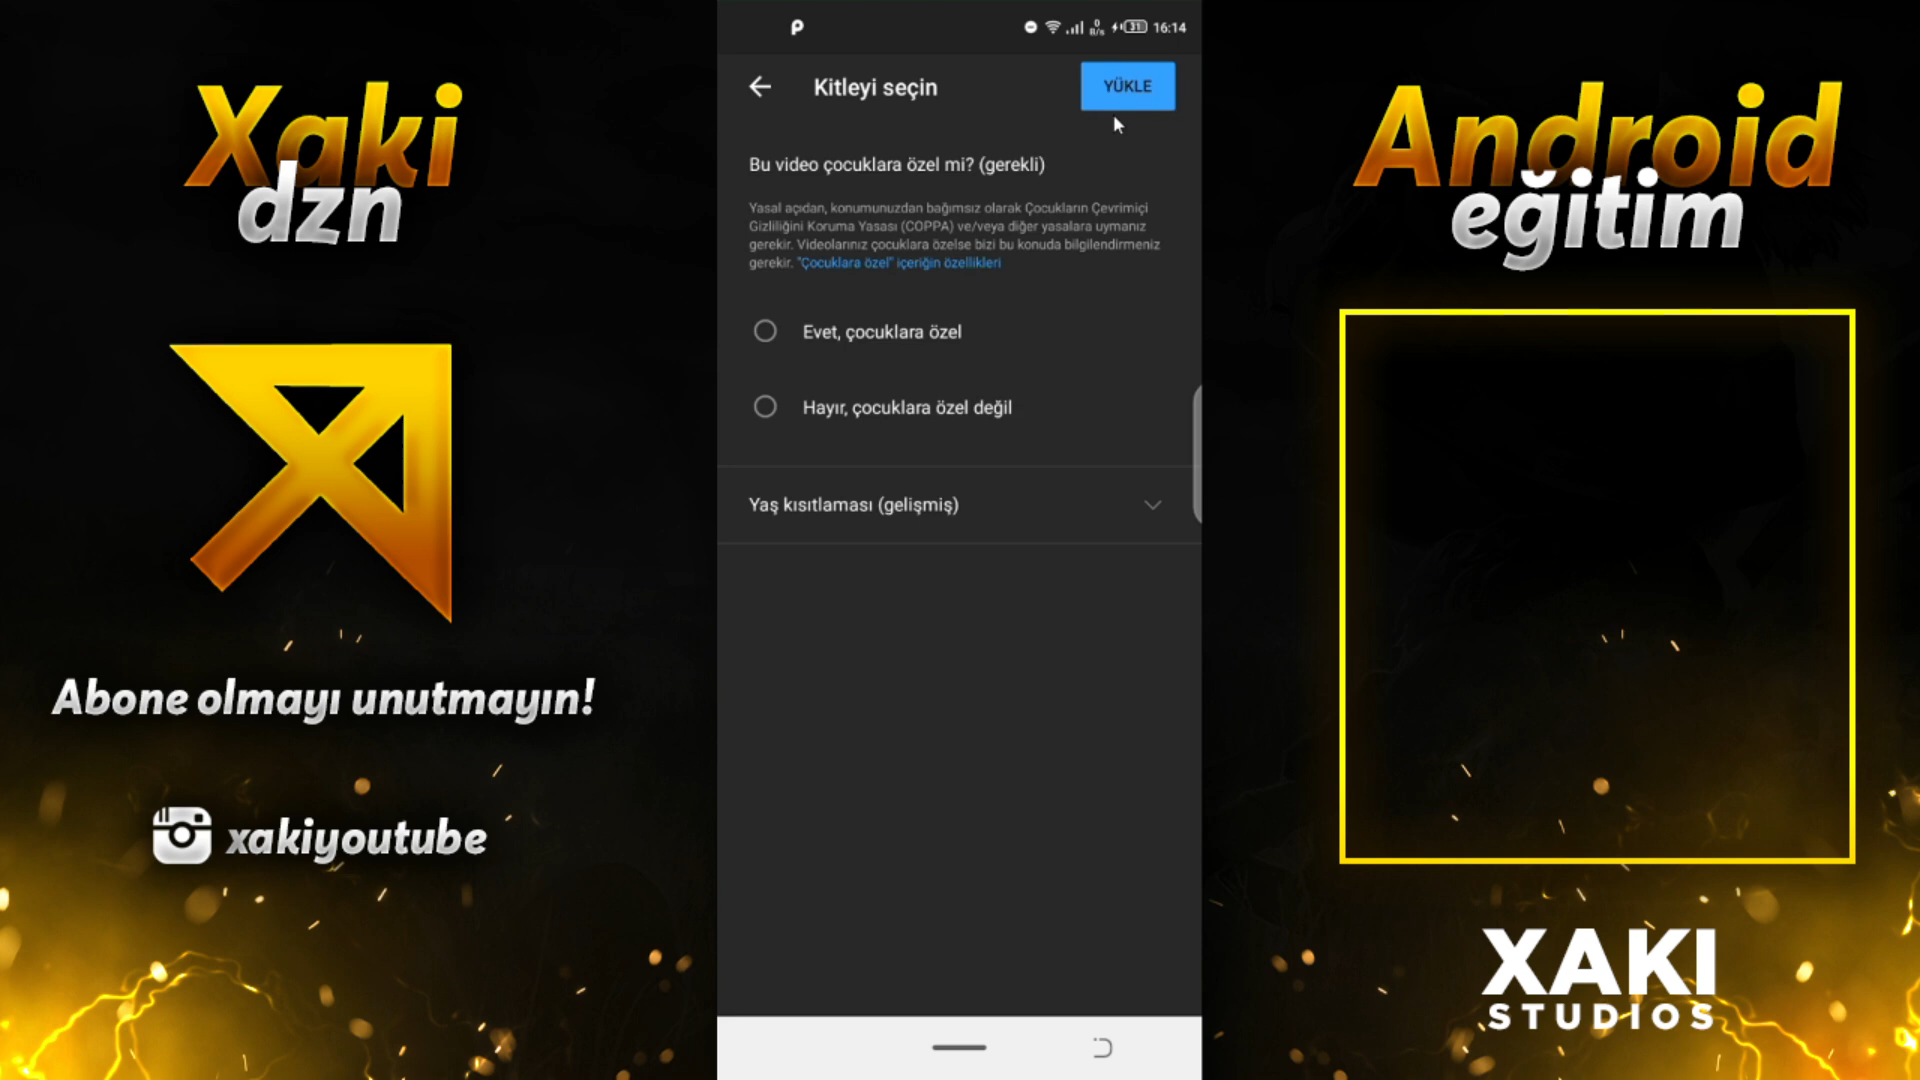 Xaki
dzn
Abone olmayı unutmayın!
xakiyoutube
P
0
B/s
31
16:14
Kitleyi seçin
YÜKLE
Bu video çocuklara özel mi? (gerekli)
Yasal açıdan, konumunuzdan bağımsız olarak Çocukların Çevrimiçi
Gizliliğini Koruma Yasası (COPPA) ve/veya diğer yasalara uymanız
gerekir. Videolarınız çocuklara özelse bizi bu konuda bilgilendirmeniz
gerekir. "Çocuklara özel" içeriğin özellikleri
Evet, çocuklara özel
Hayır, çocuklara özel değil
Yaş kısıtlaması (gelişmiş)
Android
eğitim
XAKI
STUDIOS